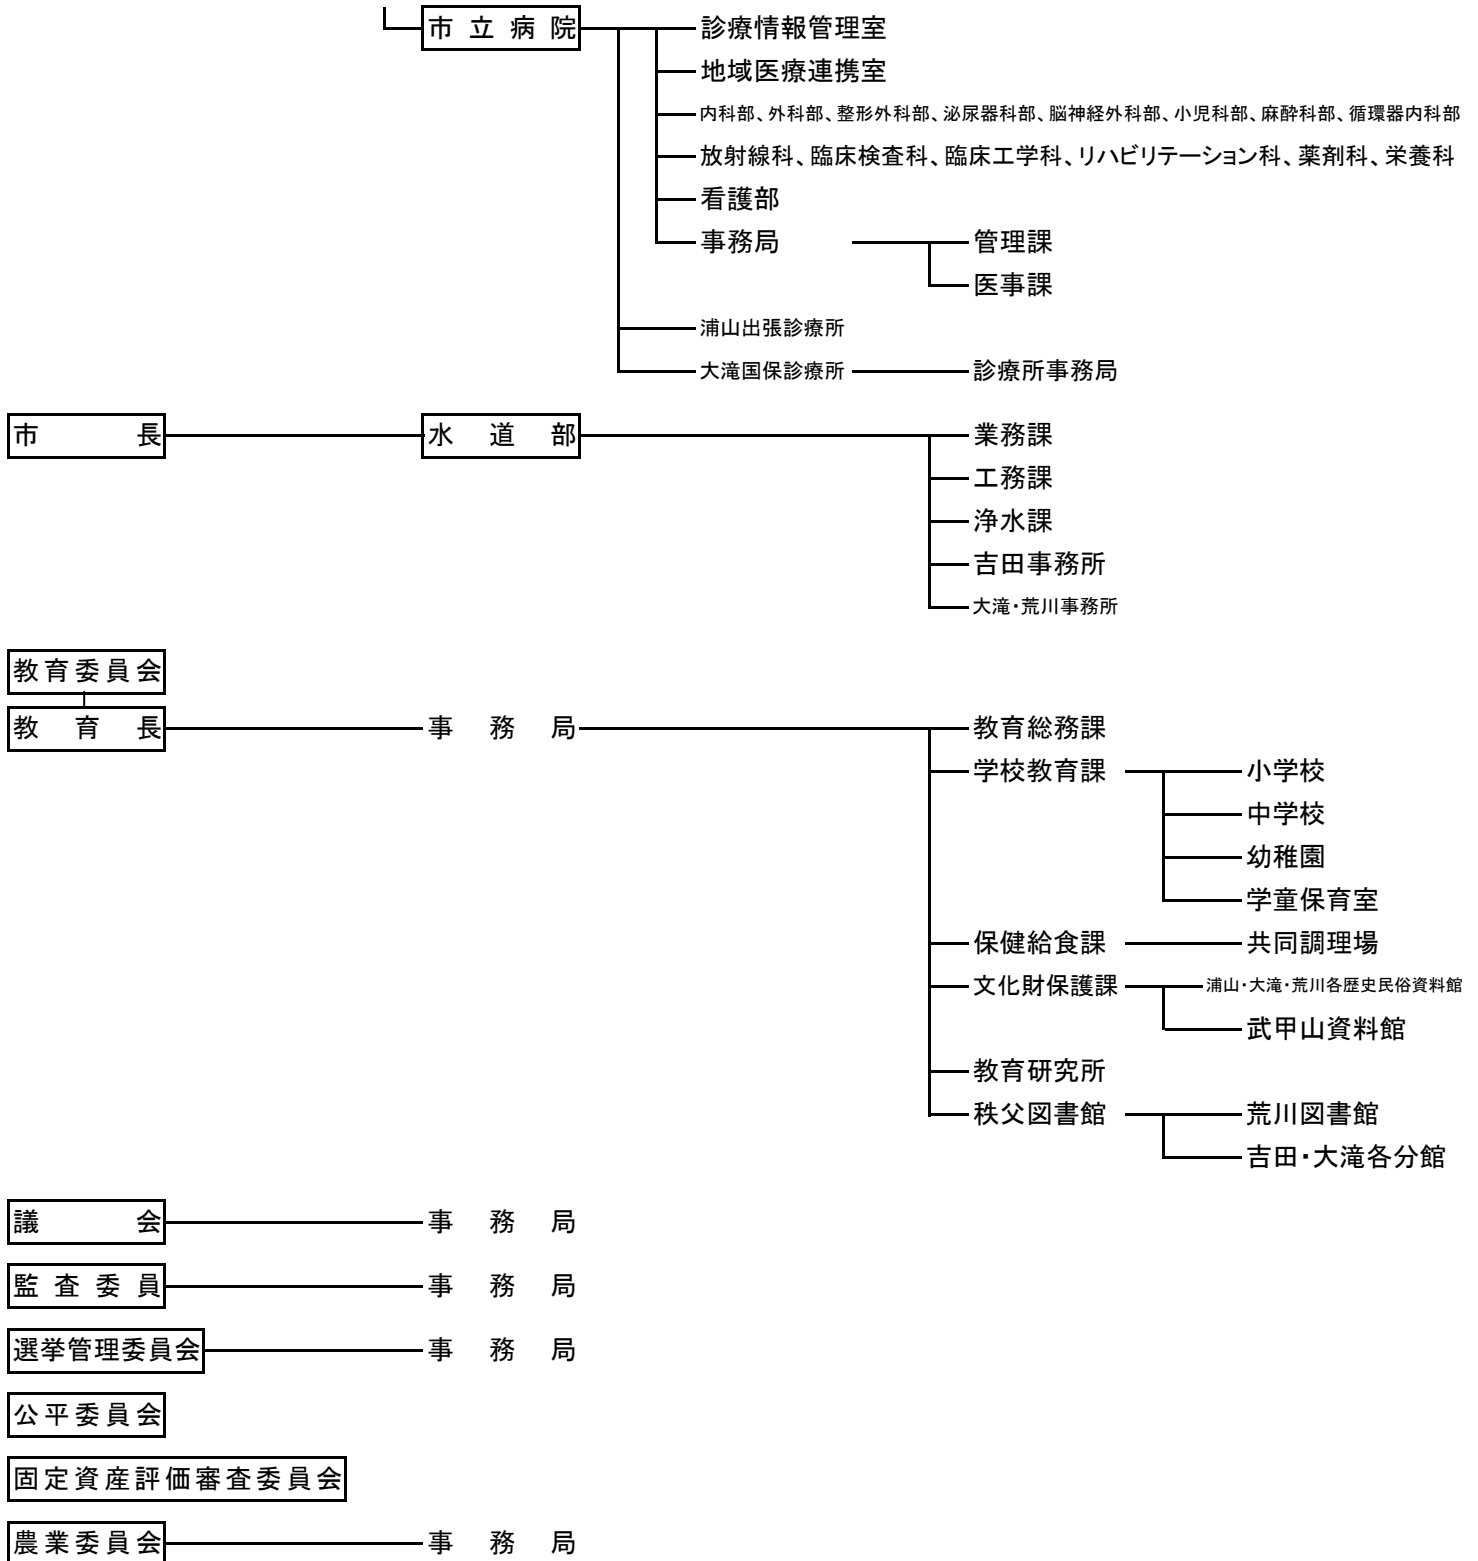 市立病院 診療情報管理室
地域医療連携室
内科部、外科部、整形外科部、泌尿器科部、脳神経外科部、小児科部、麻酔科部、循環器内科部
放射線科、臨床検査科、臨床工学科、リハビリテーション科、薬剤科、栄養科
看護部
事務局 管理課
医事課
浦山出張診療所
大滝国保診療所 診療所事務局
市長 水道部 業務課
工務課
浄水課
吉田事務所
大滝・荒川事務所
教育委員会
教育長 事務局 教育総務課
学校教育課 小学校
中学校
幼稚園
学童保育室
保健給食課 共同調理場
文化財保護課 浦山・大滝・荒川各歴史民俗資料館
武甲山資料館
教育研究所
秩父図書館 荒川図書館
吉田・大滝各分館
議会 事務局
監査委員 事務局
選挙管理委員会 事務局
公平委員会
固定資産評価審査委員会
農業委員会 事務局